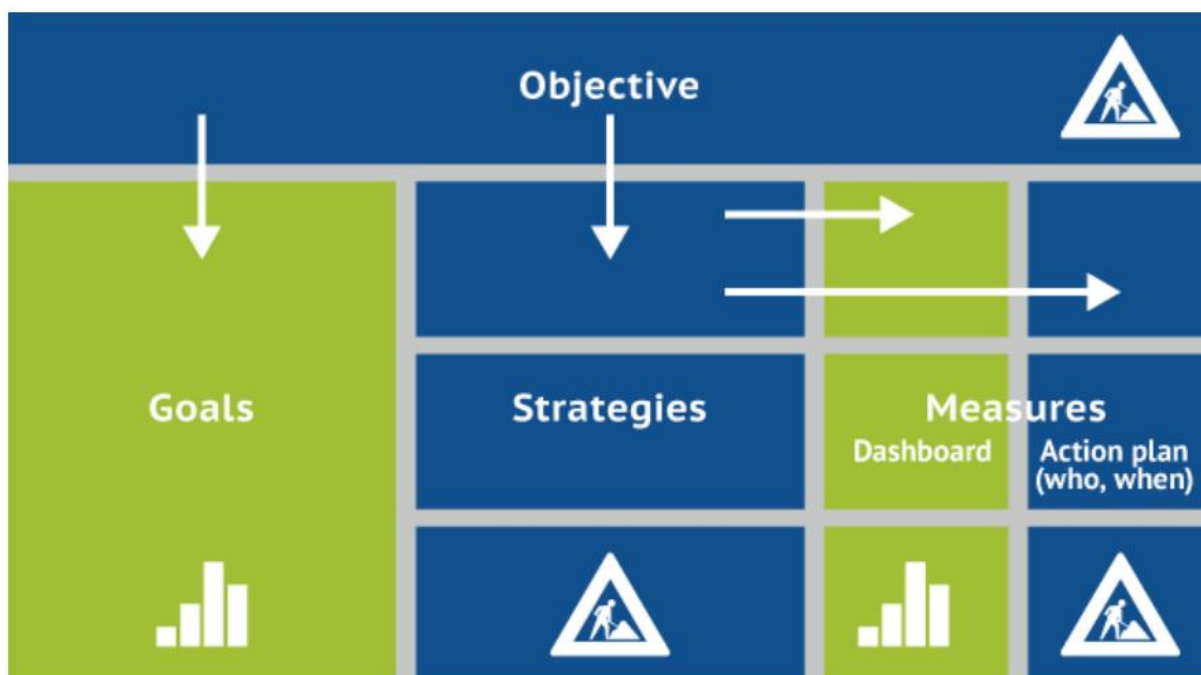 Objective
Goals
Strategies
Measures
Dashboard
Action plan
(who, when)